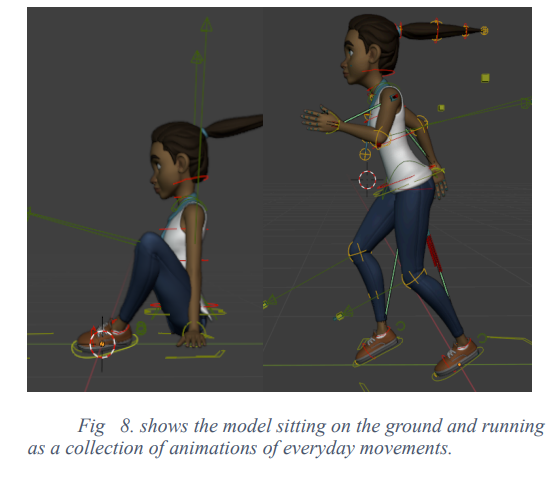 Fig 8. shows the model sitting on the ground and running
as a collection of animations of everyday movements.